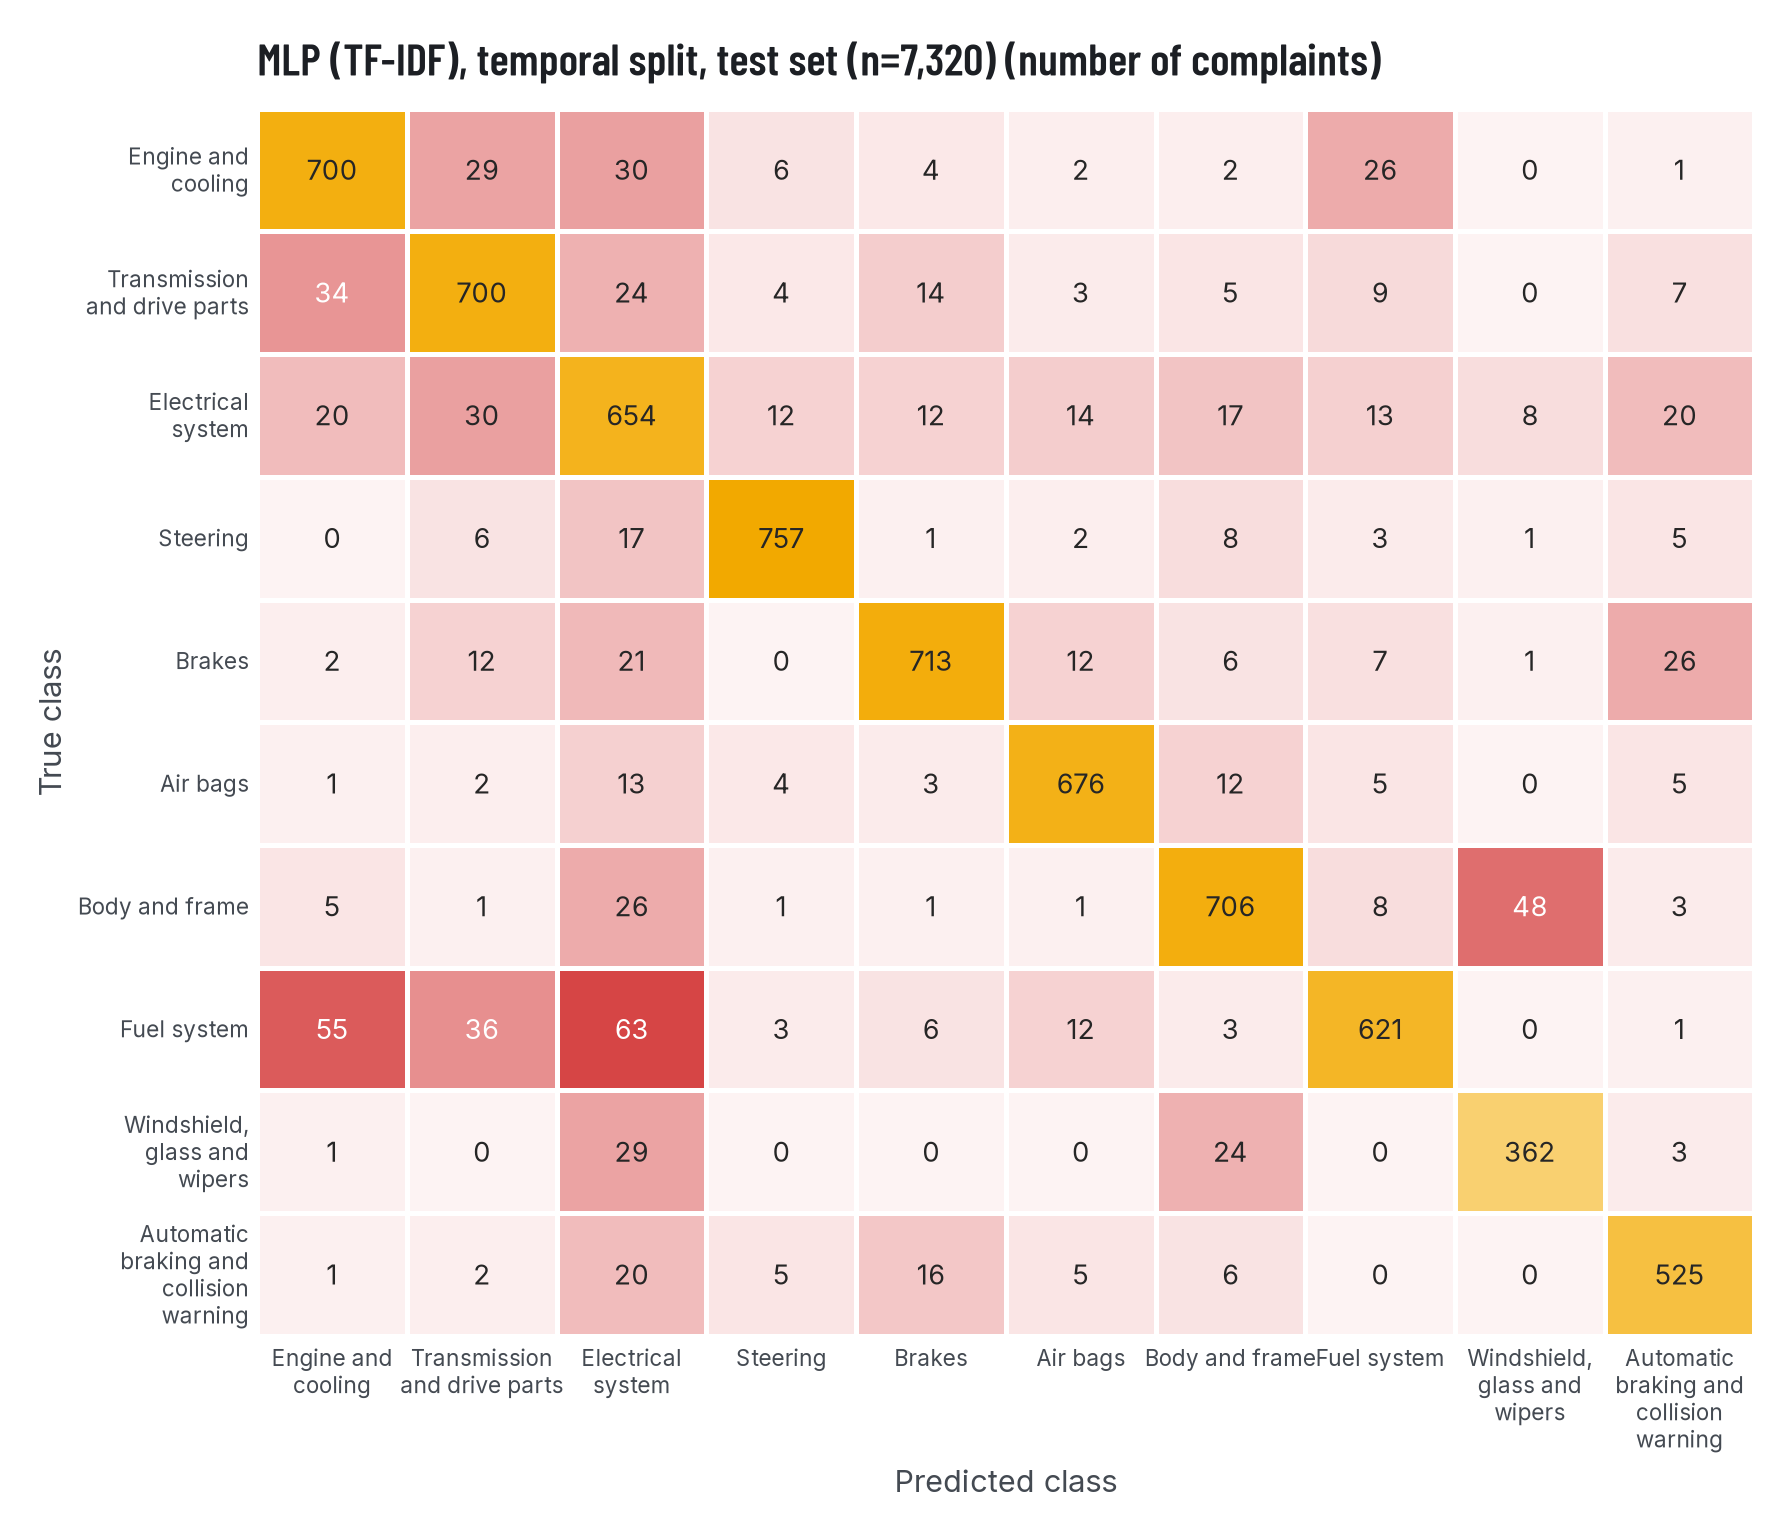 MLP (TF-IDF), temporal split, test set (n=7,320) (number of complaints)
Engine and
cooling
700 29 30 6 4 2 2 26 0 1
Transmission
and drive parts
34 700 24 4 14 3 5 9 0 7
Electrical
system
20 30 654 12 12 14 17 13 8 20
Steering 0 6 17 757 1 2 8 3 1 5
Brakes 2 12 21 0 713 12 6 7 1 26
Air bags 1 2 13 4 3 676 12 5 0 5
Body and frame 5 1 26 1 1 1 706 8 48 3
Fuel system 55 36 63 3 6 12 3 621 0 1
Windshield,
glass and
wipers
1 0 29 0 0 0 24 0 362 3
Automatic
braking and
collision
warning
1 2 20 5 16 5 6 0 0 525
True class
Engine and
cooling
Transmission
and drive parts
Electrical
system
Steering
Brakes
Air bags
Body and frame
Fuel system
Windshield,
glass and
wipers
Automatic
braking and
collision
warning
Predicted class